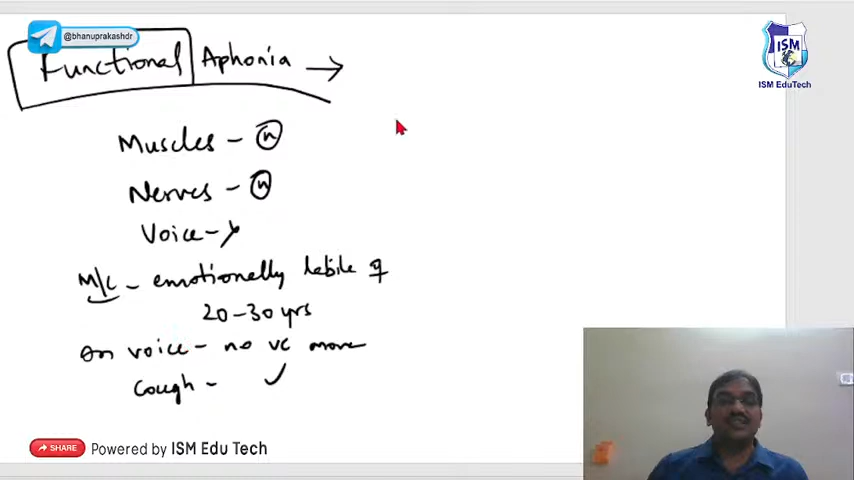 @bhanuprakashdr
ISM
ISM EduTech
Functional Aphonia →
Muscles - (n)
Nerves - (n)
Voice - x
M/C - emotionally labile ♀
20-30 yrs
on voice - no vc move
Cough - ✓
SHARE Powered by ISM Edu Tech